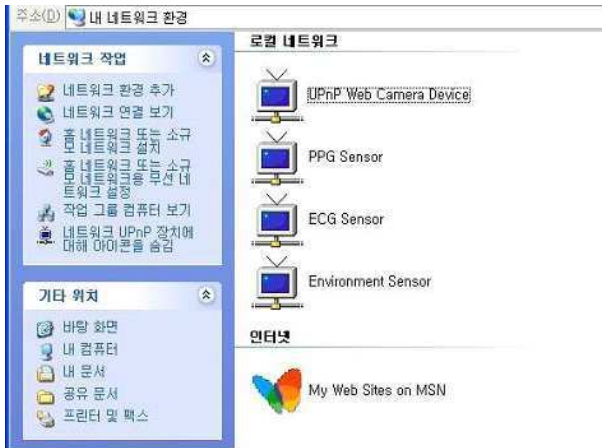 주소(D) 내 네트워크 환경
네트워크 작업
네트워크 환경 추가
네트워크 연결 보기
홈 네트워크 또는 소규
모 네트워크 설치
홈 네트워크 또는 소규
모 네트워크용 무선 네
트워크 설정
작업 그룹 컴퓨터 보기
네트워크 UPnP 장치에
대해 아이콘을 숨김
기타 위치
바탕 화면
내 컴퓨터
내 문서
공유 문서
프린터 및 팩스
로컬 네트워크
UPnP Web Camera Device
PPG Sensor
ECG Sensor
Environment Sensor
인터넷
My Web Sites on MSN